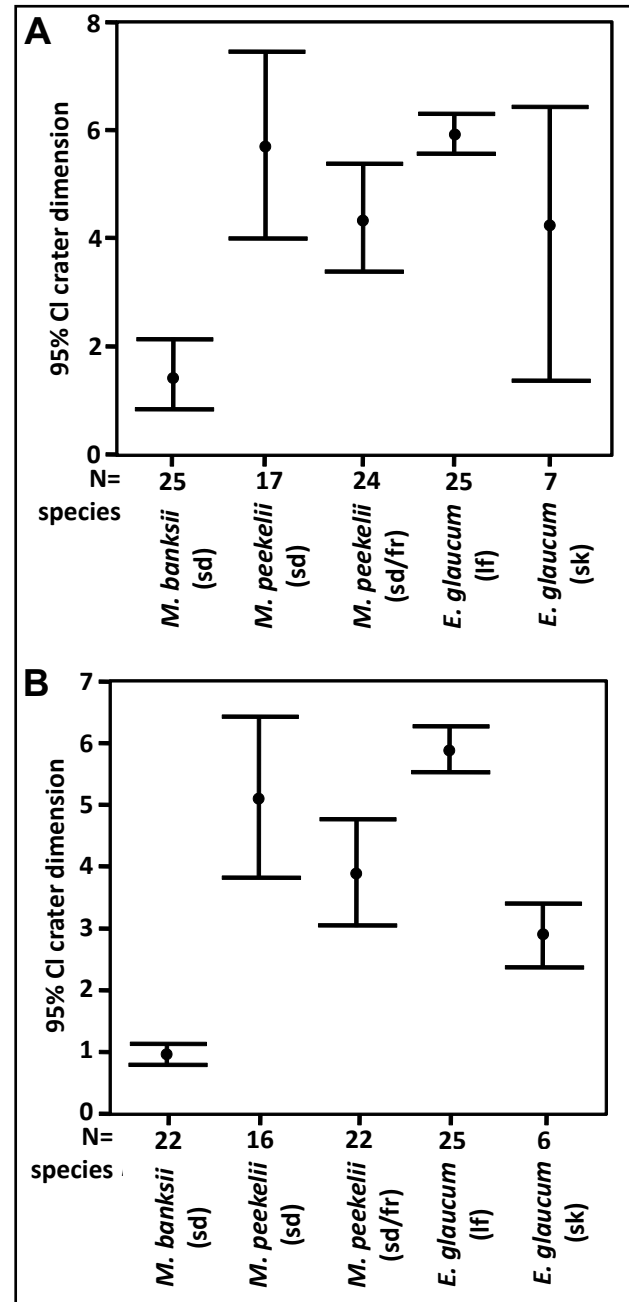 A
95% CI crater dimension
8
6
4
2
0
N= 25 17 24 25 7
species
M. banksii (sd)
M. peekelii (sd)
M. peekelii (sd/fr)
E. glaucum (lf)
E. glaucum (sk)
B
95% CI crater dimension
7
6
5
4
3
2
1
0
N= 22 16 22 25 6
species
M. banksii (sd)
M. peekelii (sd)
M. peekelii (sd/fr)
E. glaucum (lf)
E. glaucum (sk)